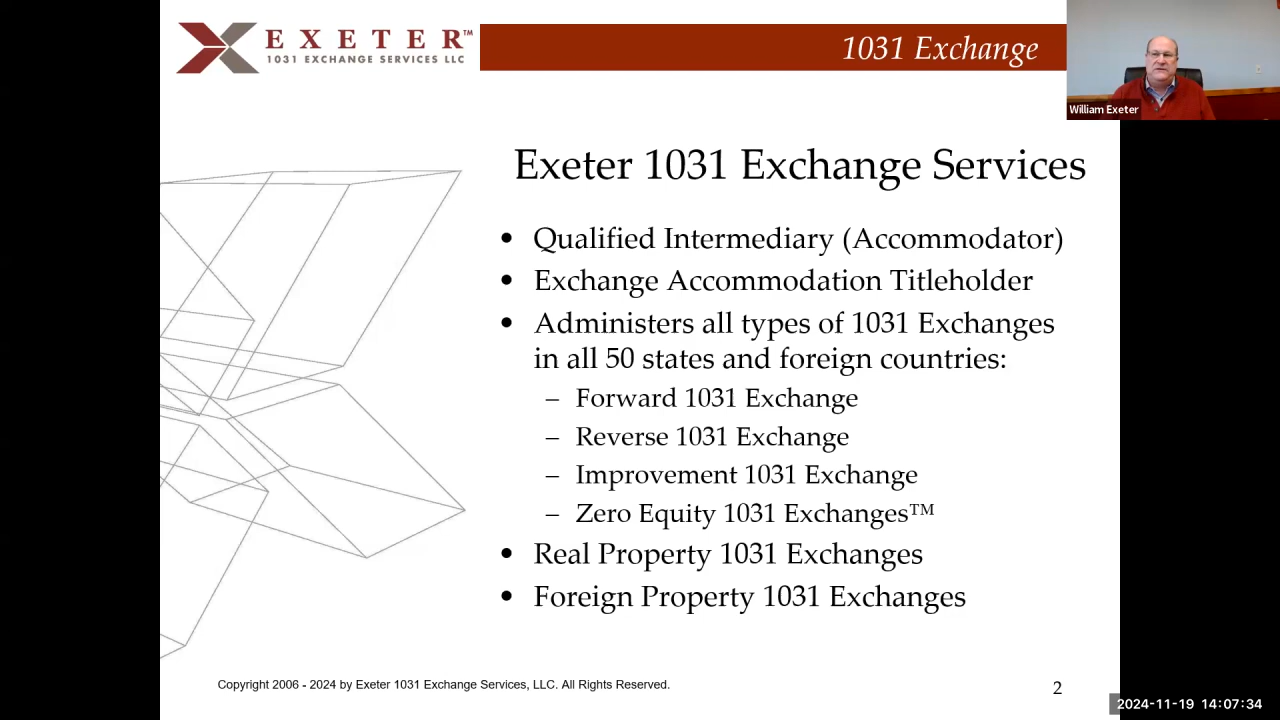 EXETER™
1031 EXCHANGE SERVICES LLC
1031 Exchange
William Exeter
Exeter 1031 Exchange Services
• Qualified Intermediary (Accommodator)
• Exchange Accommodation Titleholder
• Administers all types of 1031 Exchanges
in all 50 states and foreign countries:
– Forward 1031 Exchange
– Reverse 1031 Exchange
– Improvement 1031 Exchange
– Zero Equity 1031 Exchanges™
• Real Property 1031 Exchanges
• Foreign Property 1031 Exchanges
Copyright 2006 - 2024 by Exeter 1031 Exchange Services, LLC. All Rights Reserved.
2
2024-11-19 14:07:34